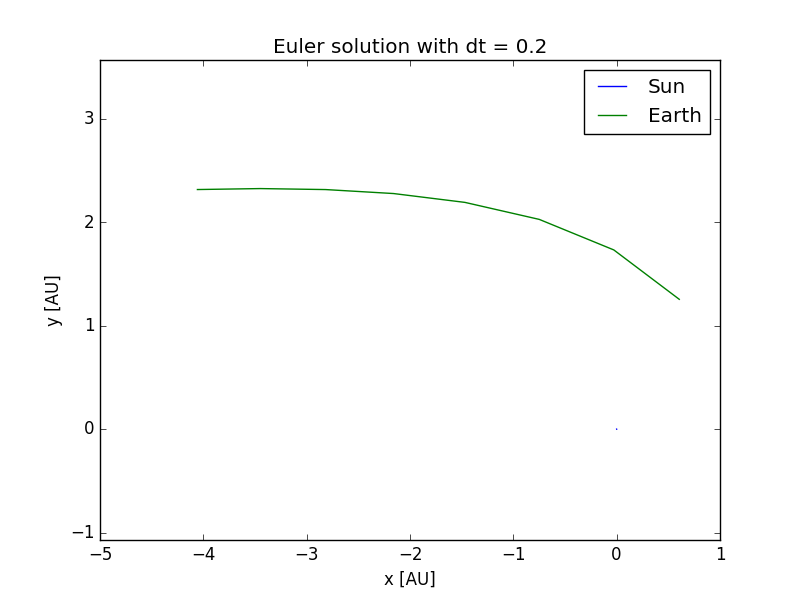 Euler solution with dt = 0.2
Sun
Earth
3
2
1
0
−1
y [AU]
−5 −4 −3 −2 −1 0 1
x [AU]